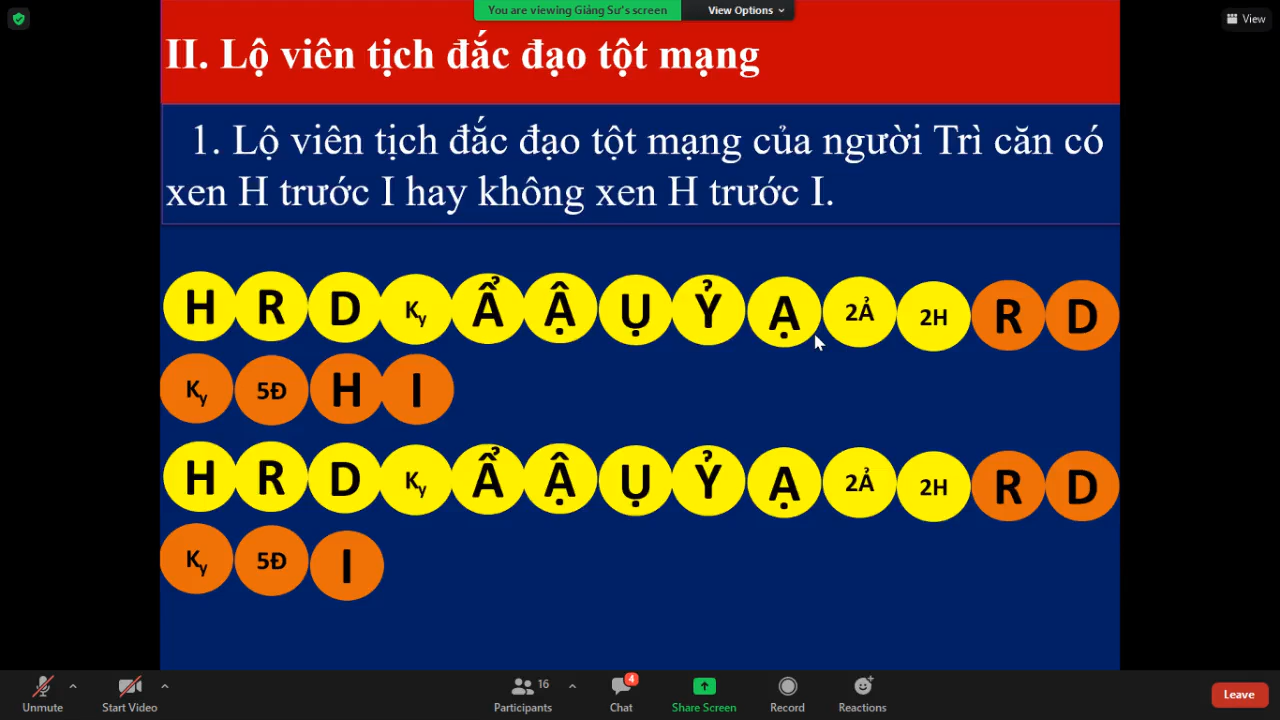 You are viewing Giảng Sư's screen
View Options
View
II. Lộ viên tịch đắc đạo tột mạng
1. Lộ viên tịch đắc đạo tột mạng của người Trì căn có
xen H trước I hay không xen H trước I.
H R D Ky Ẩ Ậ Ụ Ỷ Ạ 2Ả 2H R D
Ky 5Đ H I
H R D Ky Ẩ Ậ Ụ Ỷ Ạ 2Ả 2H R D
Ky 5Đ I
Unmute
Start Video
Participants 16
Chat 4
Share Screen
Record
Reactions
Leave